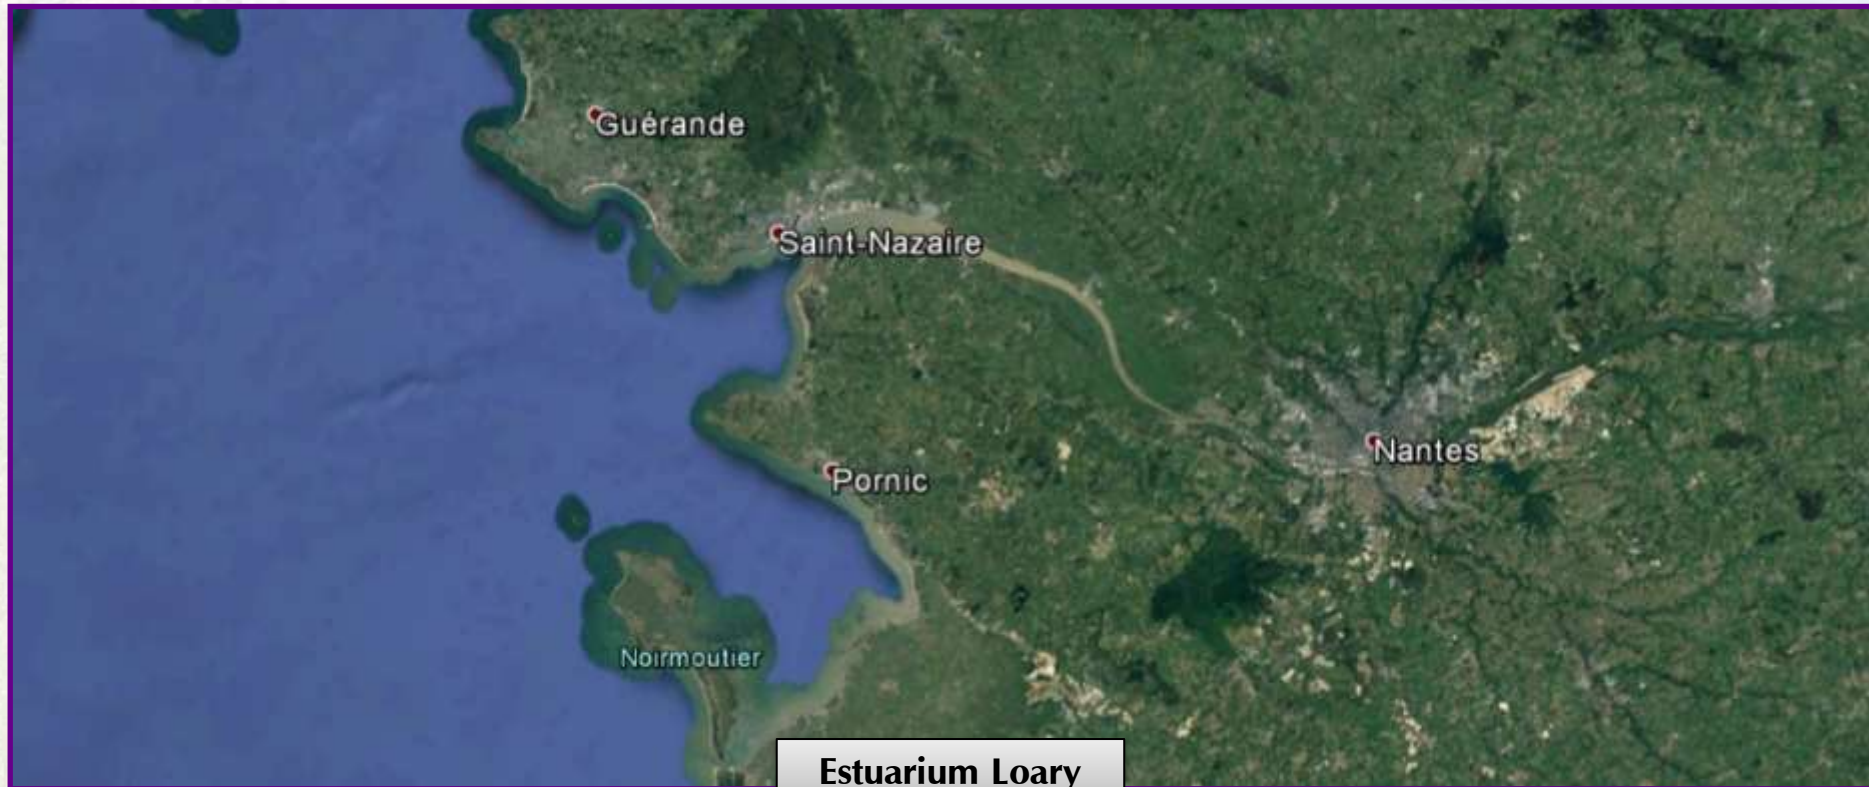 Guérande
Saint-Nazaire
Nantes
Pornic
Noirmoutier
Estuarium Loary